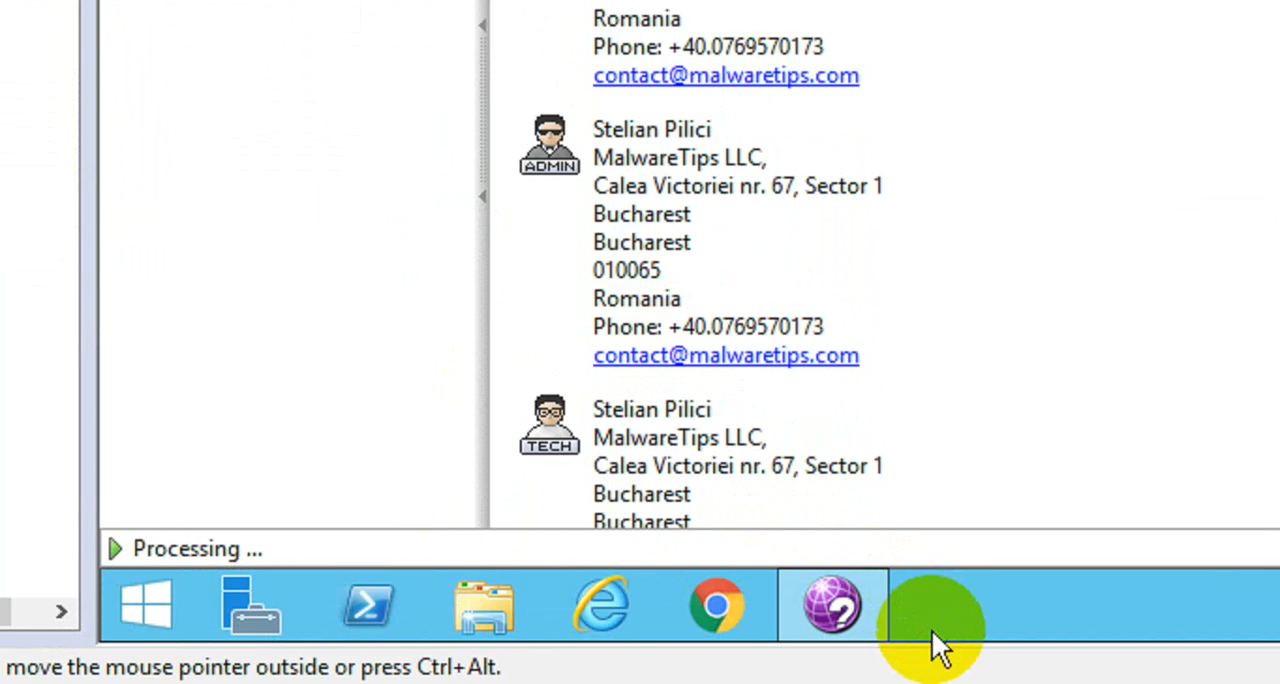 Romania
Phone: +40.0769570173
contact@malwaretips.com
Stelian Pilici
MalwareTips LLC,
Calea Victoriei nr. 67, Sector 1
Bucharest
Bucharest
010065
Romania
Phone: +40.0769570173
contact@malwaretips.com
ADMIN
Stelian Pilici
MalwareTips LLC,
Calea Victoriei nr. 67, Sector 1
Bucharest
Bucharest
TECH
Processing ...
move the mouse pointer outside or press Ctrl+Alt.